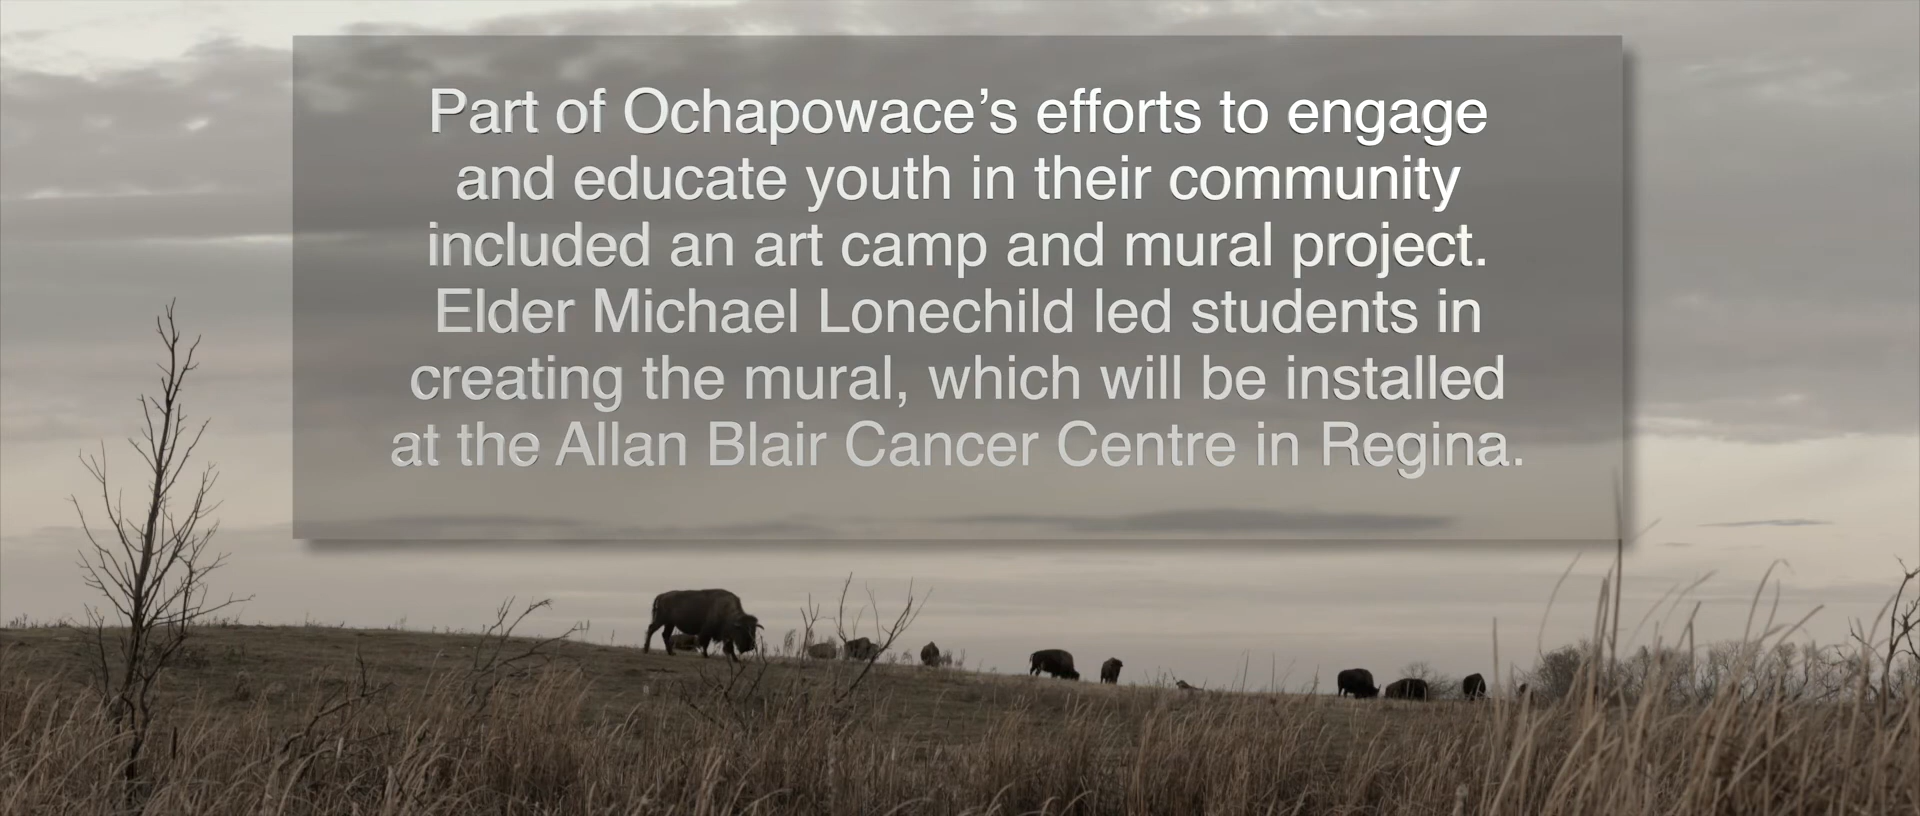 Part of Ochapowace’s efforts to engage
and educate youth in their community
included an art camp and mural project.
Elder Michael Lonechild led students in
creating the mural, which will be installed
at the Allan Blair Cancer Centre in Regina.